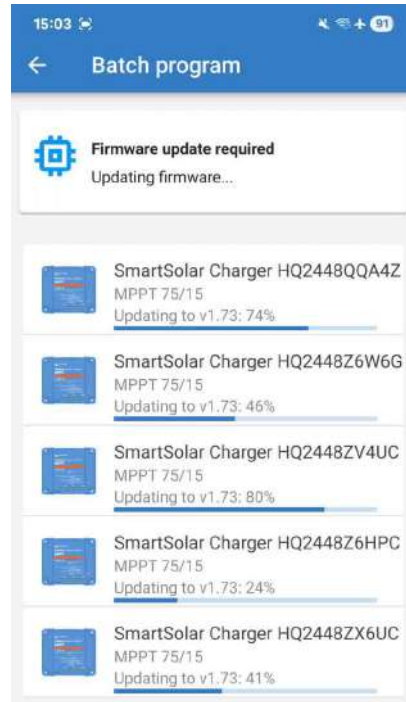 15:03
91
Batch program
Firmware update required
Updating firmware...
SmartSolar Charger HQ2448QQA4Z
MPPT 75/15
Updating to v1.73: 74%
SmartSolar Charger HQ2448Z6W6G
MPPT 75/15
Updating to v1.73: 46%
SmartSolar Charger HQ2448ZV4UC
MPPT 75/15
Updating to v1.73: 80%
SmartSolar Charger HQ2448Z6HPC
MPPT 75/15
Updating to v1.73: 24%
SmartSolar Charger HQ2448ZX6UC
MPPT 75/15
Updating to v1.73: 41%